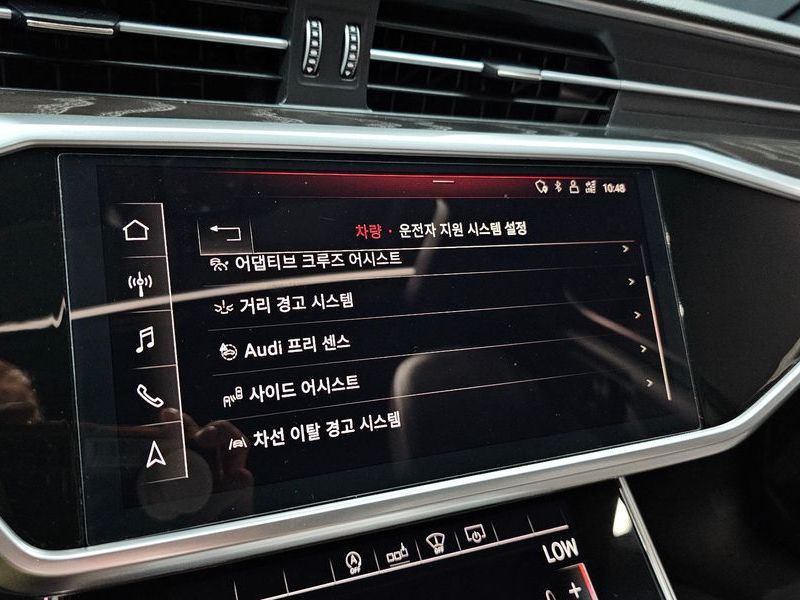 10:48
차량 · 운전자 지원 시스템 설정
어댑티브 크루즈 어시스트
거리 경고 시스템
Audi 프리 센스
사이드 어시스트
차선 이탈 경고 시스템
A
OFF
OFF
LOW